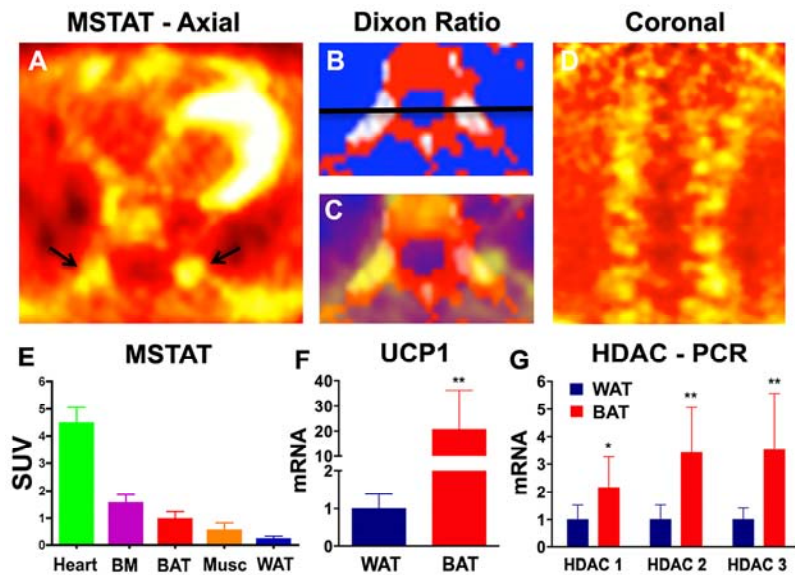 MSTAT - Axial
Dixon Ratio
Coronal
A
B
C
D
E
MSTAT
SUV
6
5
4
3
2
1
0
Heart BM BAT Musc WAT
F
UCP1
mRNA
40
30
20
10
2
1
0
**
WAT BAT
G
HDAC - PCR
WAT
BAT
mRNA
6
5
4
3
2
1
0
*
**
**
HDAC 1 HDAC 2 HDAC 3